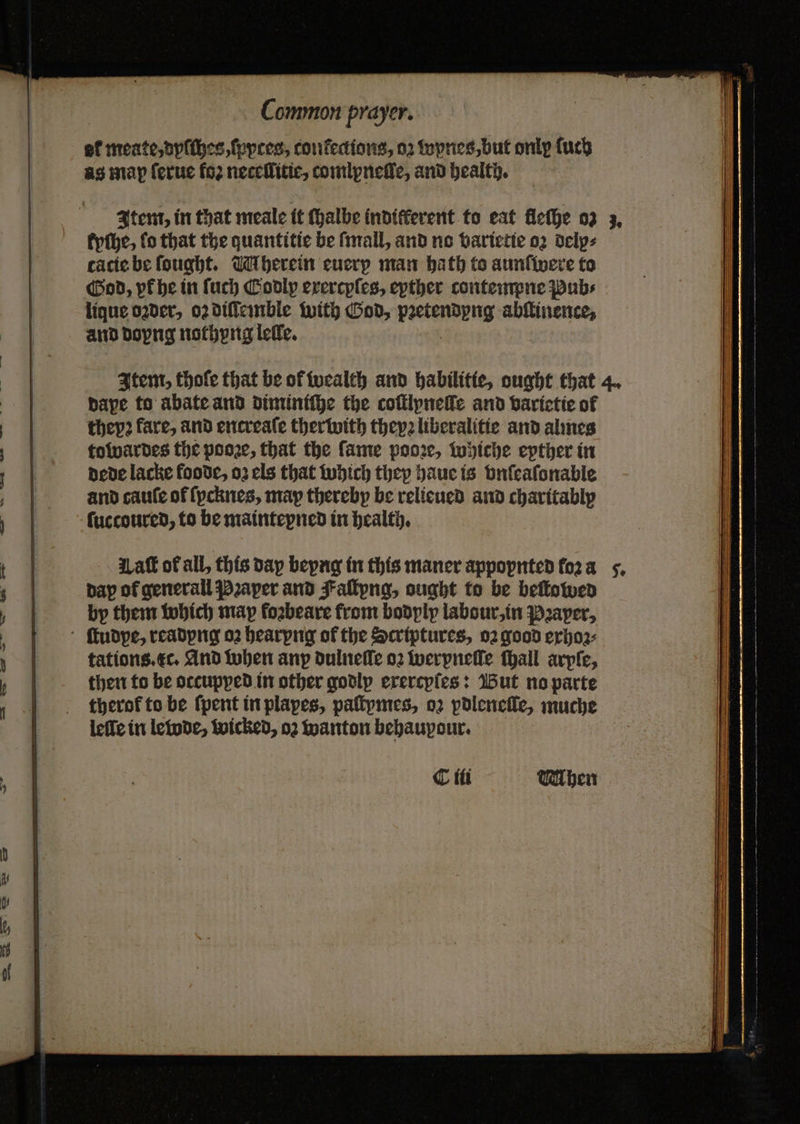 Common prayer.
of meate, dysshes, spyces, confections, or wynes, but only such
as may serue for necessitie, comlynesse, and health.
Item, in that meale it shalbe indifferent to eat fleshe or 3.
fyshe, so that the quantitie be small, and no varietie or dely-
cacie be sought. Wherein euery man hath to aunswere to
God, yf he in such Godly exercyses, eyther contempne Pub-
lique order, or dissemble with God, pretendyng abstinence,
and doyng nothyng lesse.
Item, those that be of wealth and habilitie, ought that 4.
daye to abate and diminishe the costlynesse and varietie of
theyr fare, and encrease therwith theyr liberalitie and almes
towardes the poore, that the same poore, whiche eyther in
dede lacke foode, or els that which they haue is vnseasonable
and cause of sycknes, may thereby be relieued and charitably
succoured, to be mainteyned in health.
Last of all, this day beyng in this maner appoynted for a 5.
day of generall Prayer and Fastyng, ought to be bestowed
by them which may forbeare from bodyly labour, in Prayer,
studye, readyng or hearyng of the Scriptures, or good exhor-
tations. &c. And when any dulnesse or werynesse shall aryse,
then to be occupyed in other godly exercyses: But no parte
therof to be spent in playes, pastymes, or ydlenesse, muche
lesse in lewde, wicked, or wanton behauyour.
C iii When